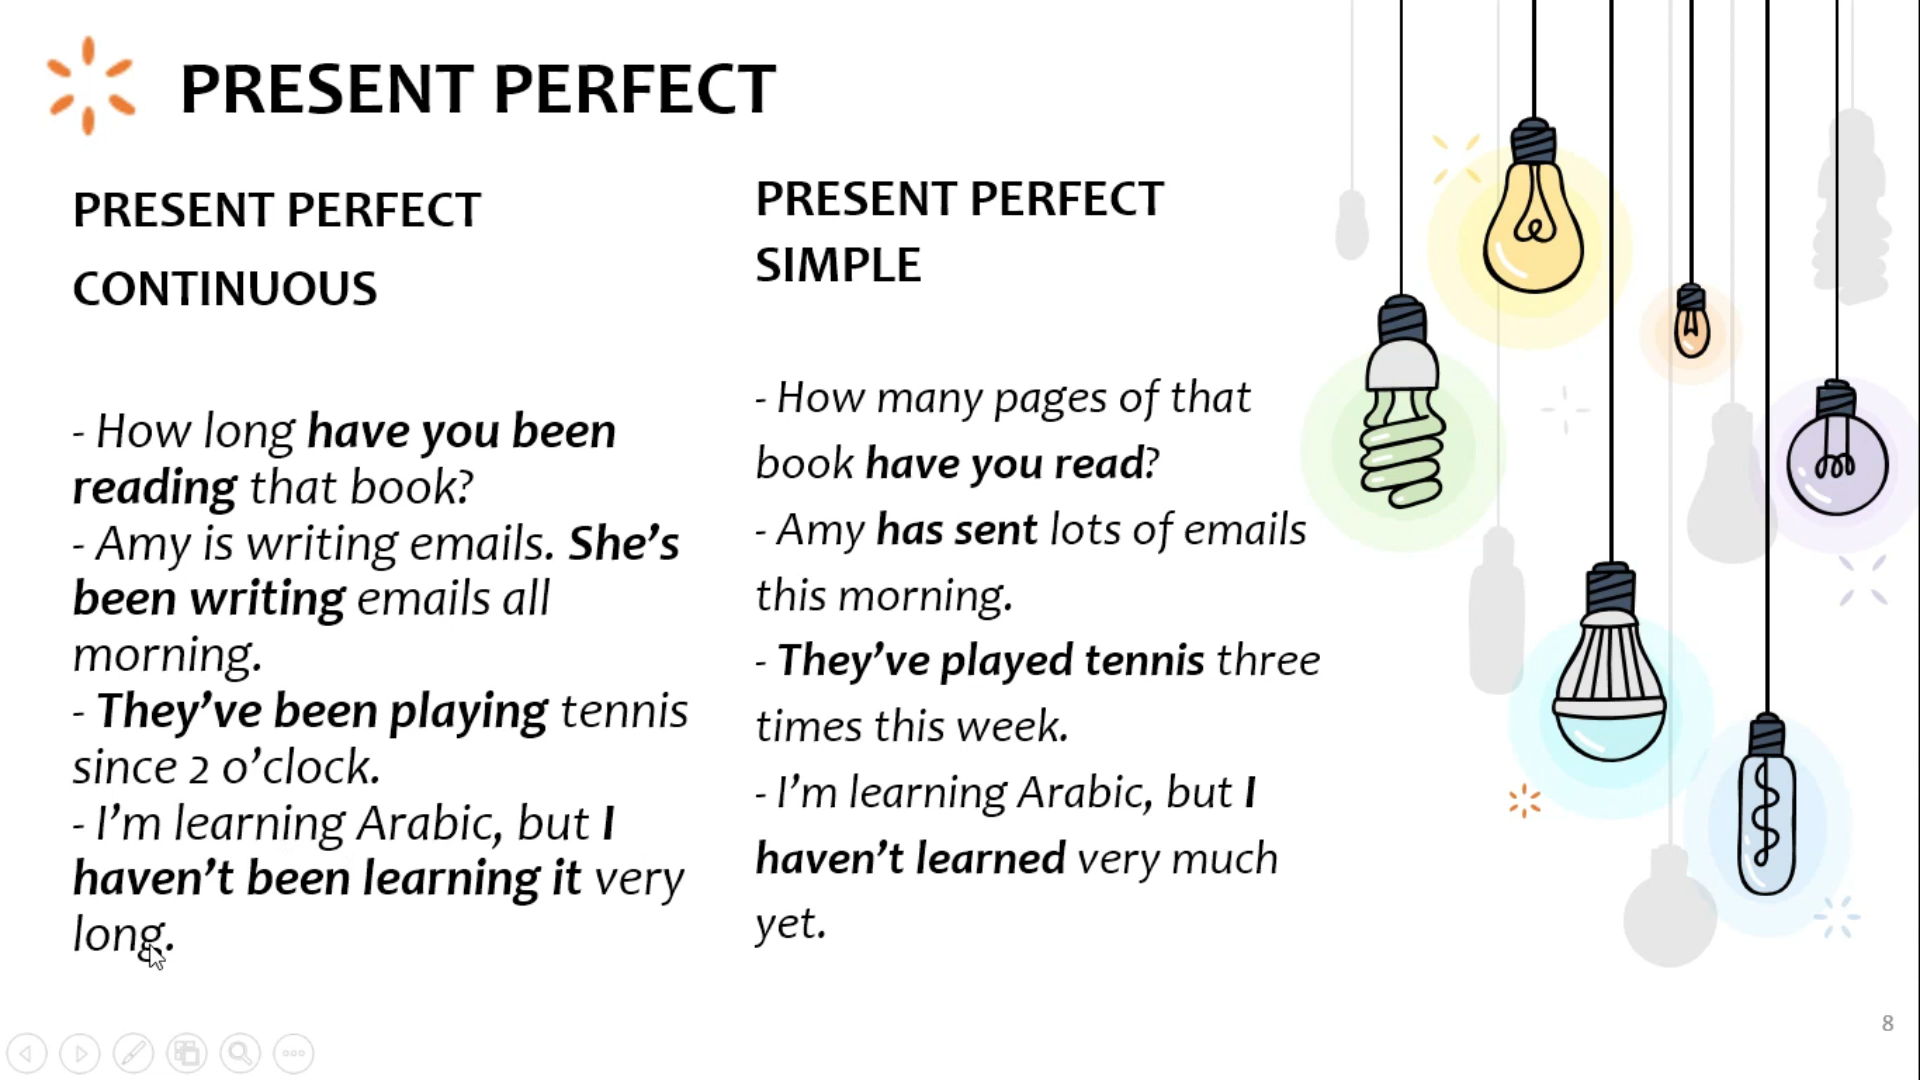 PRESENT PERFECT
PRESENT PERFECT
CONTINUOUS
- How long have you been
reading that book?
- Amy is writing emails. She’s
been writing emails all
morning.
- They’ve been playing tennis
since 2 o’clock.
- I’m learning Arabic, but I
haven’t been learning it very
long.
PRESENT PERFECT
SIMPLE
- How many pages of that
book have you read?
- Amy has sent lots of emails
this morning.
- They’ve played tennis three
times this week.
- I’m learning Arabic, but I
haven’t learned very much
yet.
8